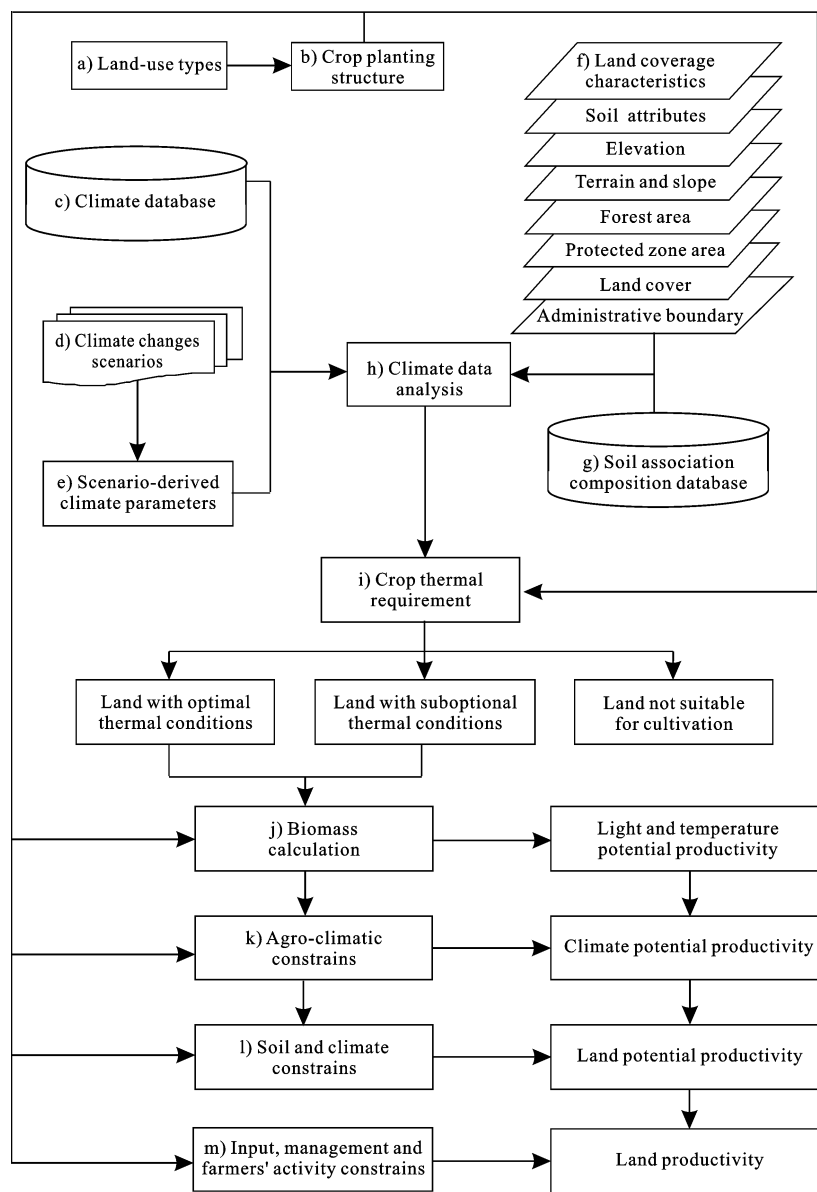 a) Land-use types
b) Crop planting
structure
f) Land coverage
characteristics
Soil attributes
Elevation
Terrain and slope
Forest area
Protected zone area
Land cover
Administrative boundary
c) Climate database
d) Climate changes
scenarios
e) Scenario-derived
climate parameters
h) Climate data
analysis
g) Soil association
composition database
i) Crop thermal
requirement
Land with optimal
thermal conditions
Land with suboptional
thermal conditions
Land not suitable
for cultivation
j) Biomass
calculation
Light and temperature
potential productivity
k) Agro-climatic
constrains
Climate potential productivity
l) Soil and climate
constrains
Land potential productivity
m) Input, management and
farmers' activity constrains
Land productivity